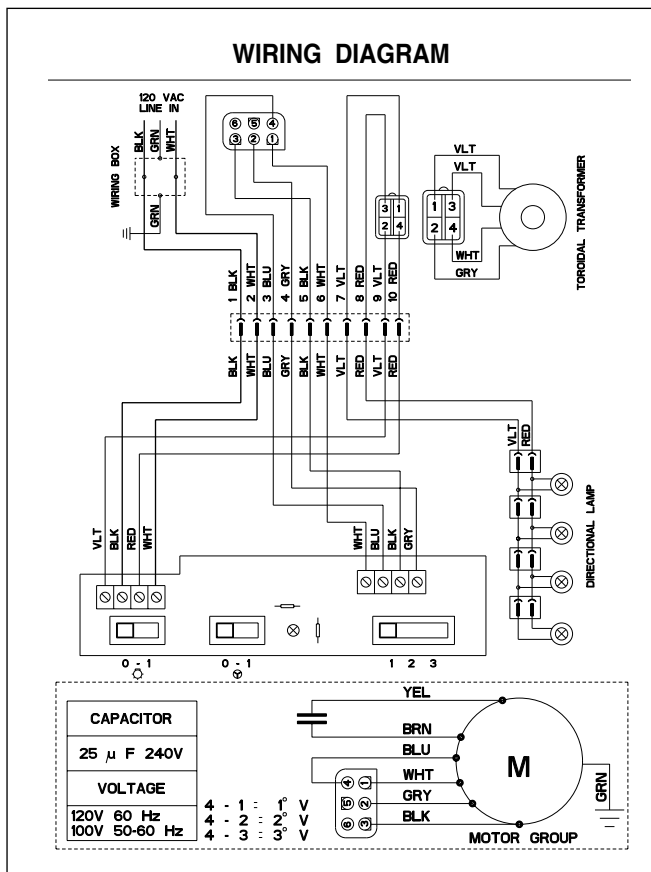 WIRING DIAGRAM
120 VAC
LINE IN
BLK
GRN
WHT
WIRING BOX
GRN
6 5 4
3 2 1
3 1
2 4
VLT
VLT
1 3
2 4
WHT
GRY
TOROIDAL TRANSFORMER
1 BLK
2 WHT
3 BLU
4 GRY
5 BLK
6 WHT
7 VLT
8 RED
9 VLT
10 RED
BLK
WHT
BLU
GRY
BLK
WHT
VLT
RED
VLT
RED
VLT
RED
DIRECTIONAL LAMP
VLT
BLK
RED
WHT
WHT
BLU
BLK
GRY
0 - 1
0 - 1
1 2 3
CAPACITOR
25 µ F 240V
VOLTAGE
120V 60 Hz
100V 50-60 Hz
4 - 1 = 1° V
4 - 2 = 2° V
4 - 3 = 3° V
YEL
BRN
BLU
WHT
GRY
BLK
4 1
5 2
6 3
M
GRN
MOTOR GROUP